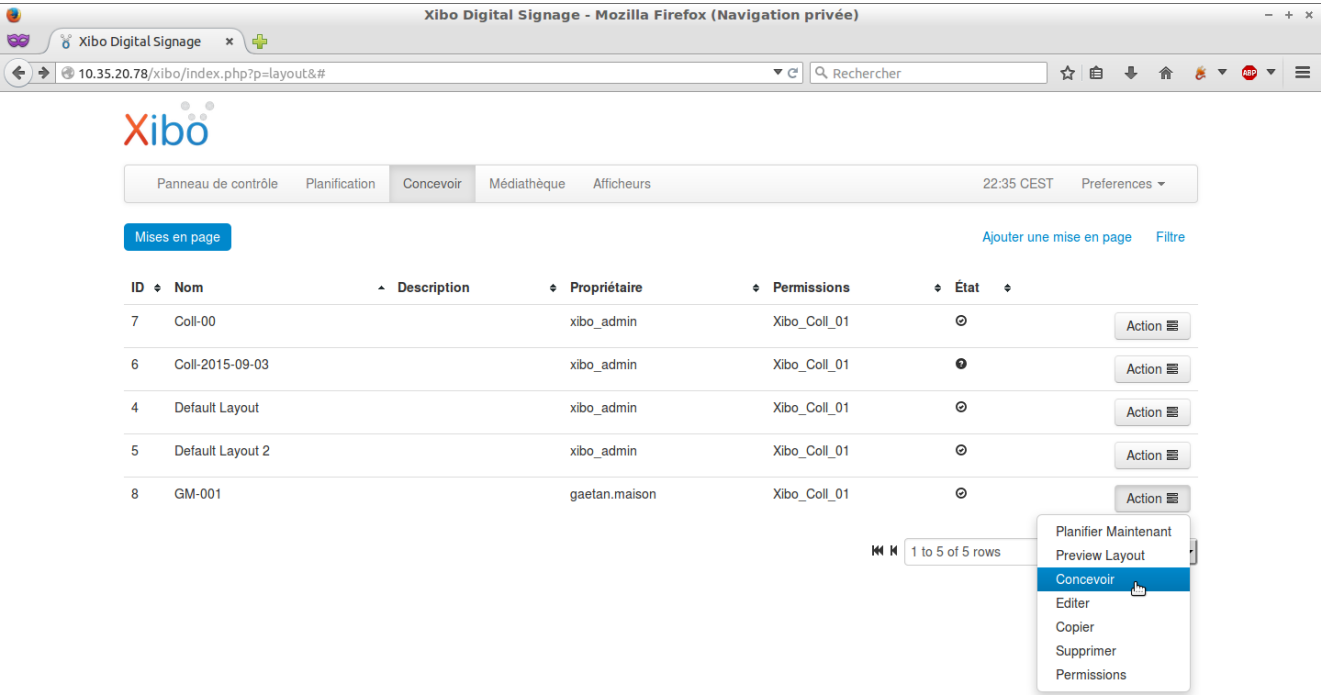 Xibo Digital Signage - Mozilla Firefox (Navigation privée)
Xibo Digital Signage
10.35.20.78/xibo/index.php?p=layout&# Rechercher ABP
Xibo
Panneau de contrôle Planification Concevoir Médiathèque Afficheurs 22:35 CEST Preferences
Mises en page Ajouter une mise en page Filtre
ID Nom Description Propriétaire Permissions État
7 Coll-00 xibo_admin Xibo_Coll_01 Action
6 Coll-2015-09-03 xibo_admin Xibo_Coll_01 Action
4 Default Layout xibo_admin Xibo_Coll_01 Action
5 Default Layout 2 xibo_admin Xibo_Coll_01 Action
8 GM-001 gaetan.maison Xibo_Coll_01 Action
1 to 5 of 5 rows
Planifier Maintenant
Preview Layout
Concevoir
Editer
Copier
Supprimer
Permissions